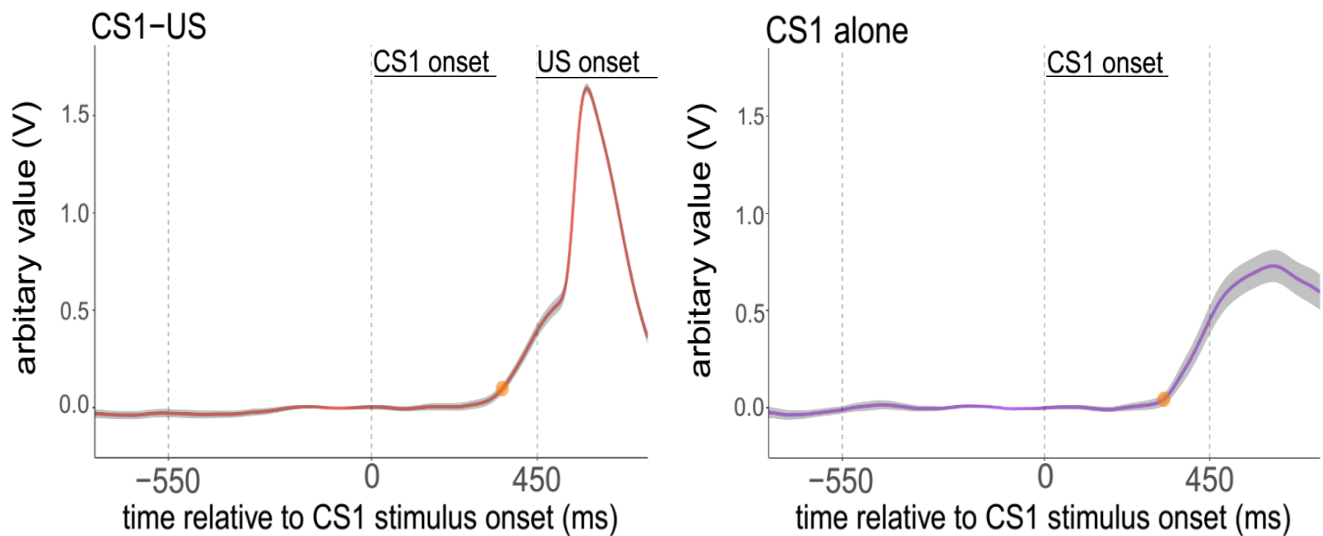 CS1−US
CS1 onset
US onset
arbitary value (V)
1.5
1.0
0.5
0.0
−550
0
450
time relative to CS1 stimulus onset (ms)
CS1 alone
CS1 onset
arbitary value (V)
1.5
1.0
0.5
0.0
−550
0
450
time relative to CS1 stimulus onset (ms)